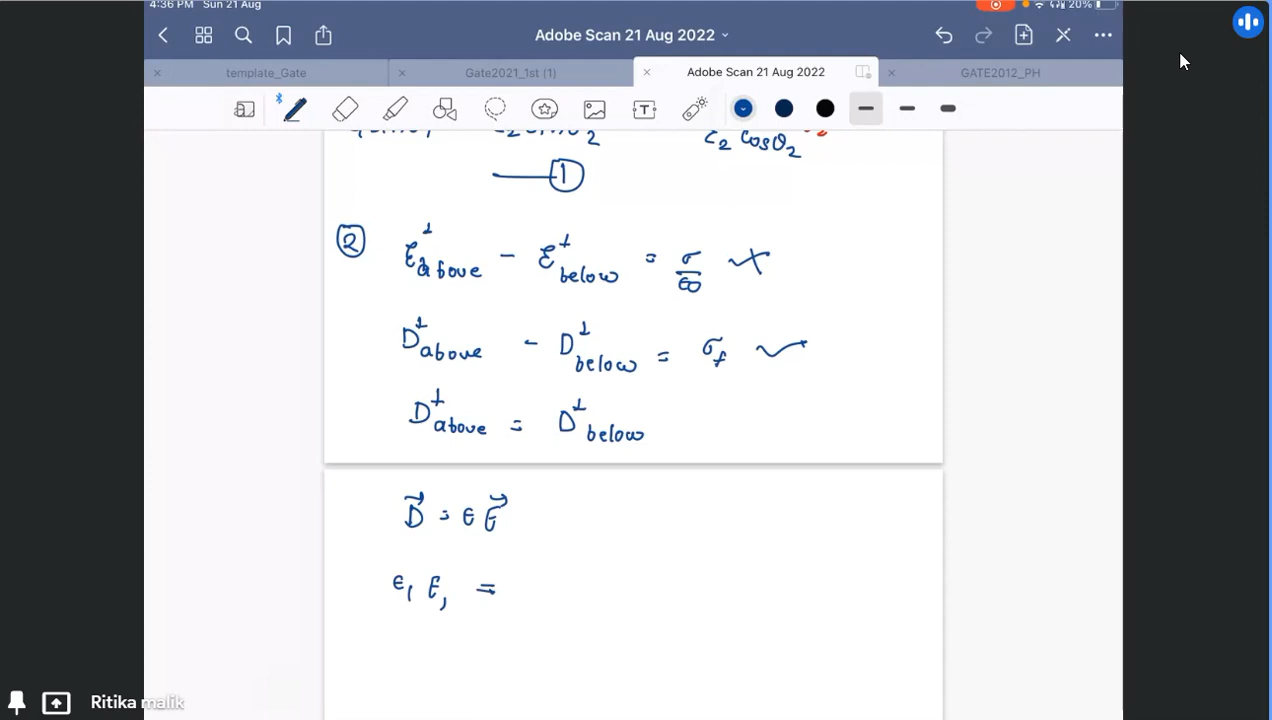 4:36 PM Sun 21 Aug
20%
Adobe Scan 21 Aug 2022
template_Gate
Gate2021_1st (1)
Adobe Scan 21 Aug 2022
GATE2012_PH
ε₂ cosθ₂
①
② E⊥above - E⊥below = σ/ε0
D⊥above - D⊥below = σf
D⊥above = D⊥below
D⃗ = ε E⃗
ε₁ E₁ =
Ritika malik